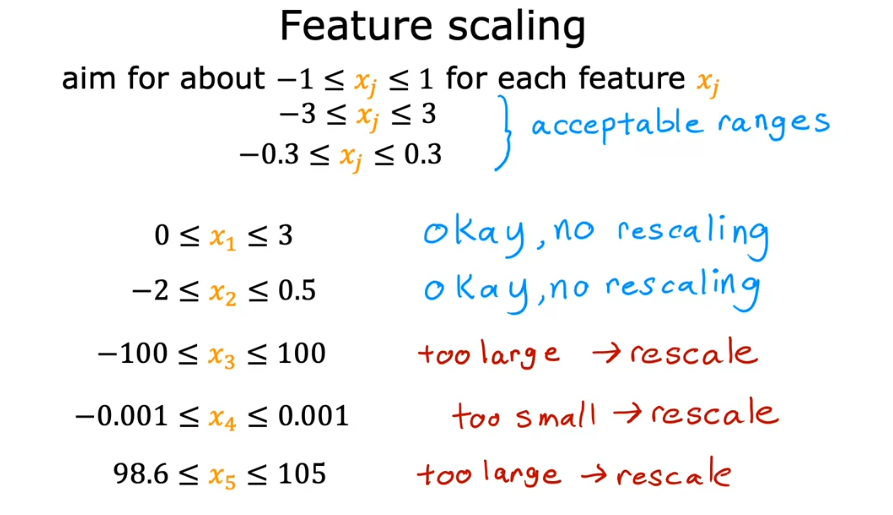 Feature scaling
aim for about −1 ≤ xⱼ ≤ 1 for each feature xⱼ
−3 ≤ xⱼ ≤ 3
−0.3 ≤ xⱼ ≤ 0.3
acceptable ranges
0 ≤ x₁ ≤ 3 okay, no rescaling
−2 ≤ x₂ ≤ 0.5 okay, no rescaling
−100 ≤ x₃ ≤ 100 too large → rescale
−0.001 ≤ x₄ ≤ 0.001 too small → rescale
98.6 ≤ x₅ ≤ 105 too large → rescale